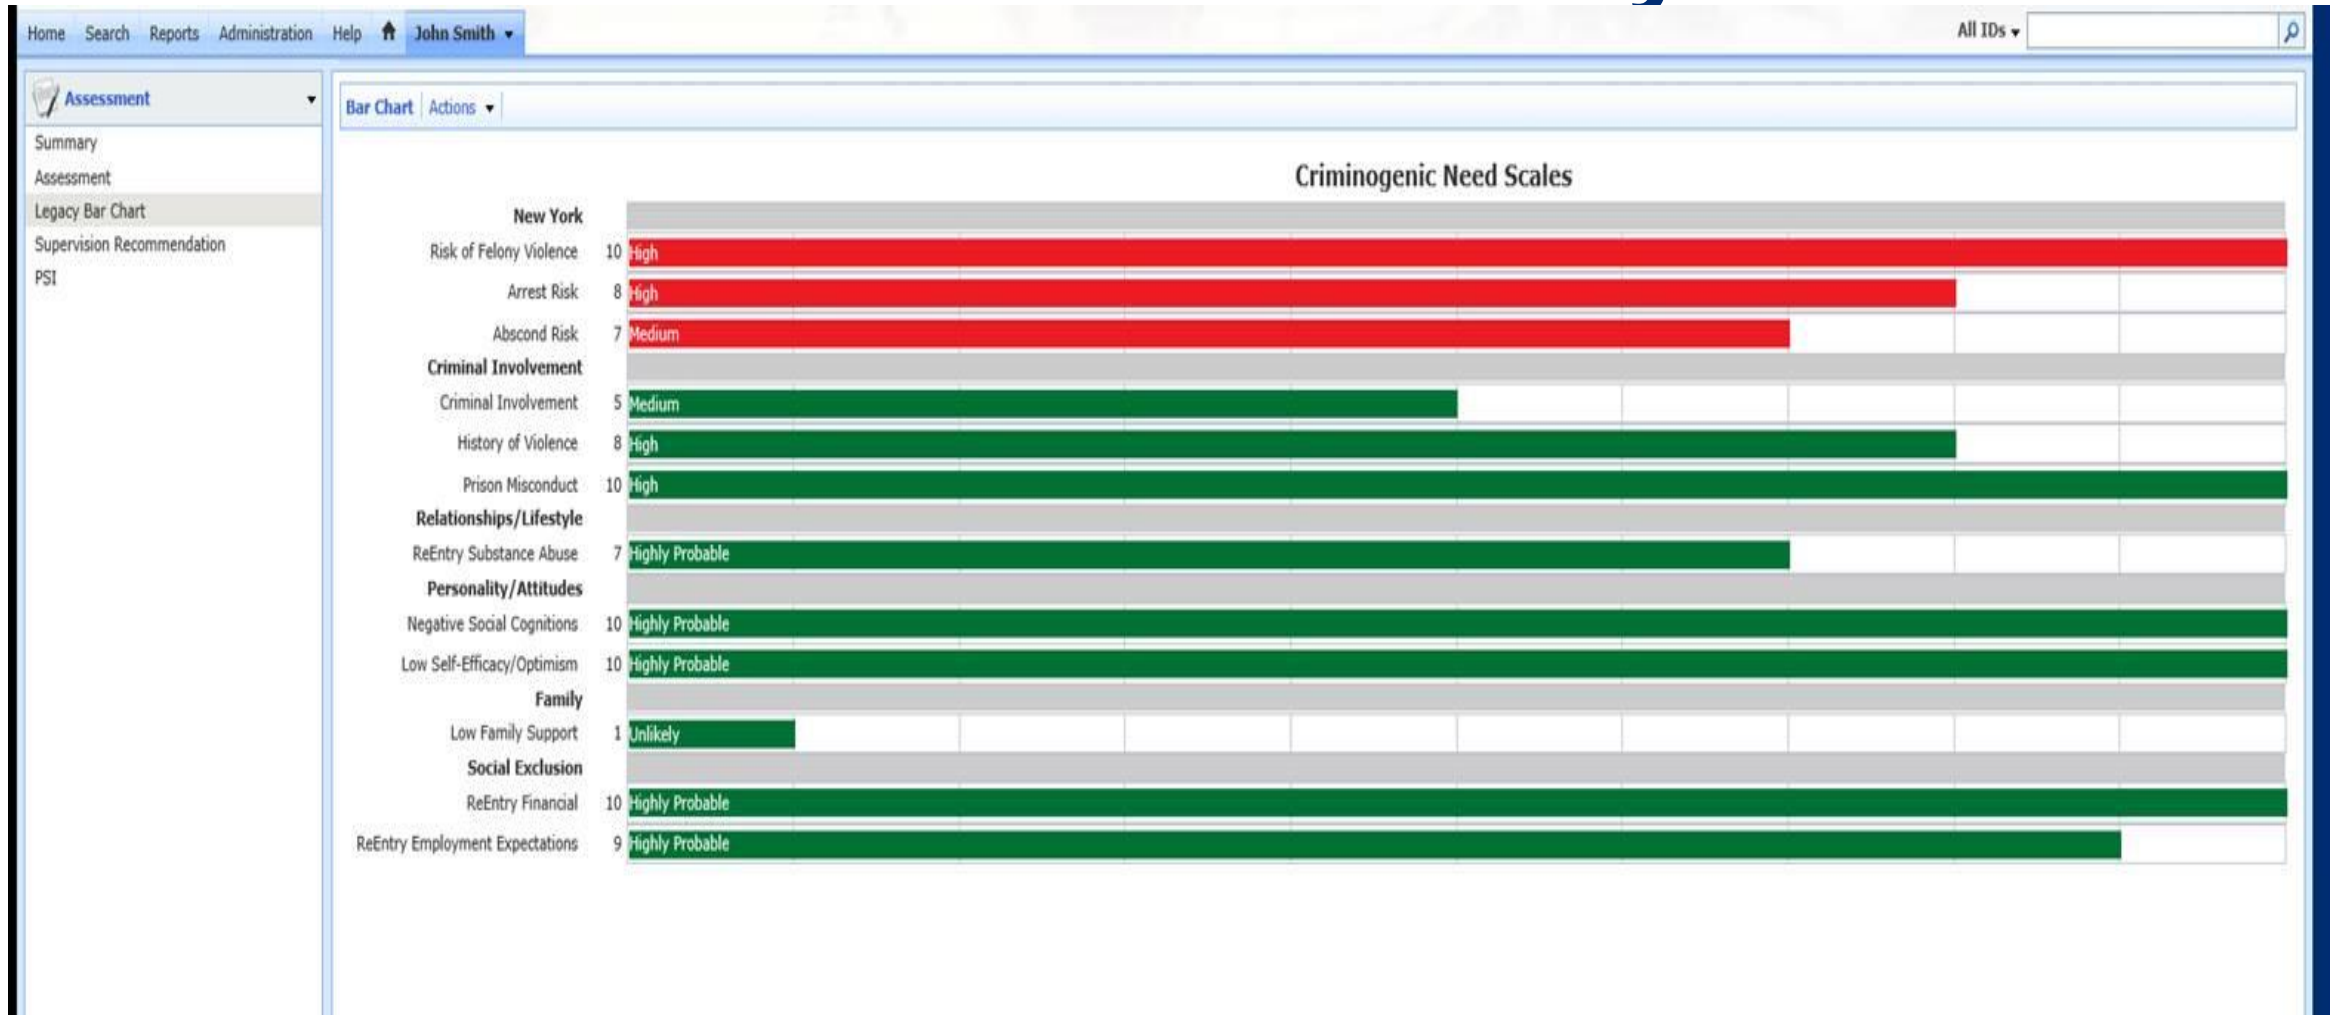 Home Search Reports Administration Help John Smith All IDs
Assessment
Summary
Assessment
Legacy Bar Chart
Supervision Recommendation
PSI
Bar Chart Actions
Criminogenic Need Scales
New York
Risk of Felony Violence 10 High
Arrest Risk 8 High
Abscond Risk 7 Medium
Criminal Involvement
Criminal Involvement 5 Medium
History of Violence 8 High
Prison Misconduct 10 High
Relationships/Lifestyle
ReEntry Substance Abuse 7 Highly Probable
Personality/Attitudes
Negative Social Cognitions 10 Highly Probable
Low Self-Efficacy/Optimism 10 Highly Probable
Family
Low Family Support 1 Unlikely
Social Exclusion
ReEntry Financial 10 Highly Probable
ReEntry Employment Expectations 9 Highly Probable